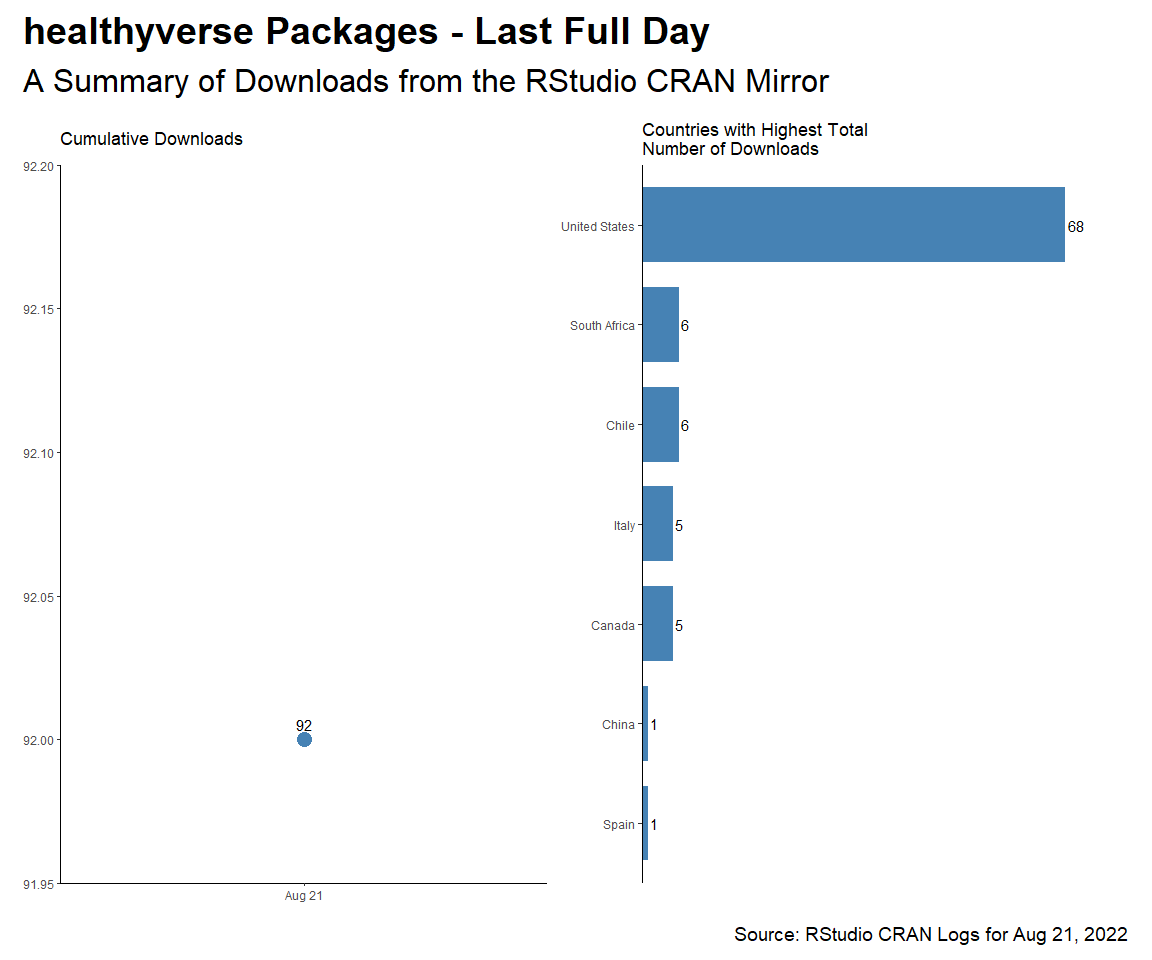 healthyverse Packages - Last Full Day
A Summary of Downloads from the RStudio CRAN Mirror
Cumulative Downloads
92.20
92.15
92.10
92.05
92.00
91.95
92
Aug 21
Countries with Highest Total
Number of Downloads
United States 68
South Africa 6
Chile 6
Italy 5
Canada 5
China 1
Spain 1
Source: RStudio CRAN Logs for Aug 21, 2022